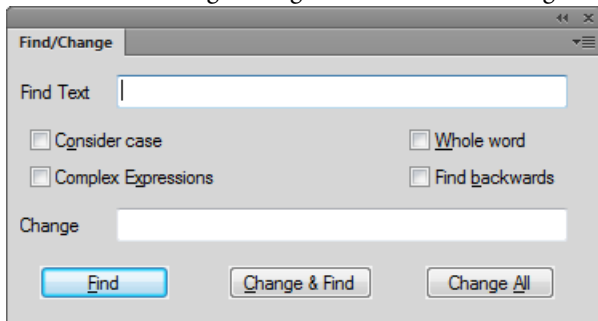 Find/Change
Find Text
Consider case
Whole word
Complex Expressions
Find backwards
Change
Find
Change & Find
Change All